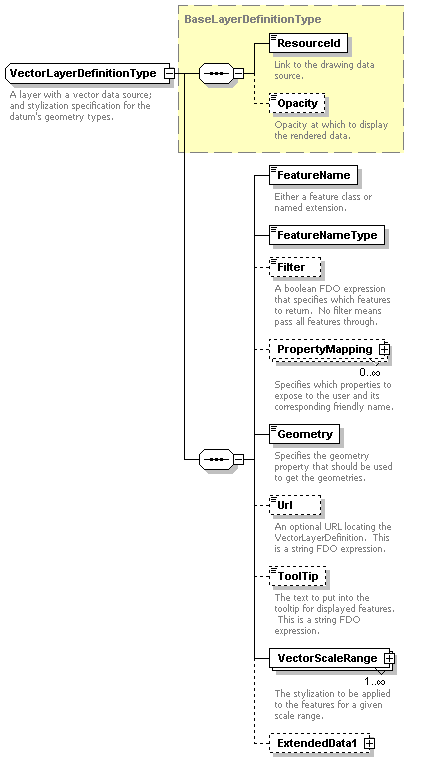 BaseLayerDefinitionType
ResourceId
Link to the drawing data
source.
VectorLayerDefinitionType
A layer with a vector data source;
and stylization specification for the
datum's geometry types.
Opacity
Opacity at which to display
the rendered data.
FeatureName
Either a feature class or
named extension.
FeatureNameType
Filter
A boolean FDO expression
that specifies which features
to return. No filter means
pass all features through.
PropertyMapping
0..∞
Specifies which properties to
expose to the user and its
corresponding friendly name.
Geometry
Specifies the geometry
property that should be used
to get the geometries.
Url
An optional URL locating the
VectorLayerDefinition. This
is a string FDO expression.
ToolTip
The text to put into the
tooltip for displayed features.
This is a string FDO
expression.
VectorScaleRange
1..∞
The stylization to be applied
to the features for a given
scale range.
ExtendedData1